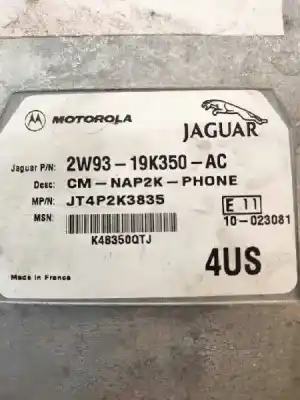 MOTOROLA
JAGUAR
Jaguar P/N: 2W93-19K350-AC
Desc: CM-NAP2K-PHONE
MP/N: JT4P2K3835
E 11
MSN:
10-023081
K48350QTJ
4US
Made in France